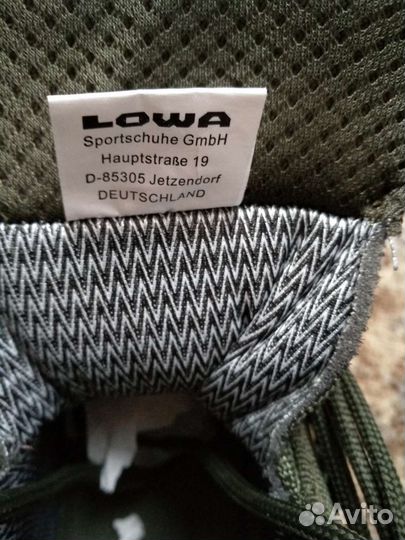 LOWA
Sportschuhe GmbH
Hauptstraße 19
D-85305 Jetzendorf
DEUTSCHLAND
Avito